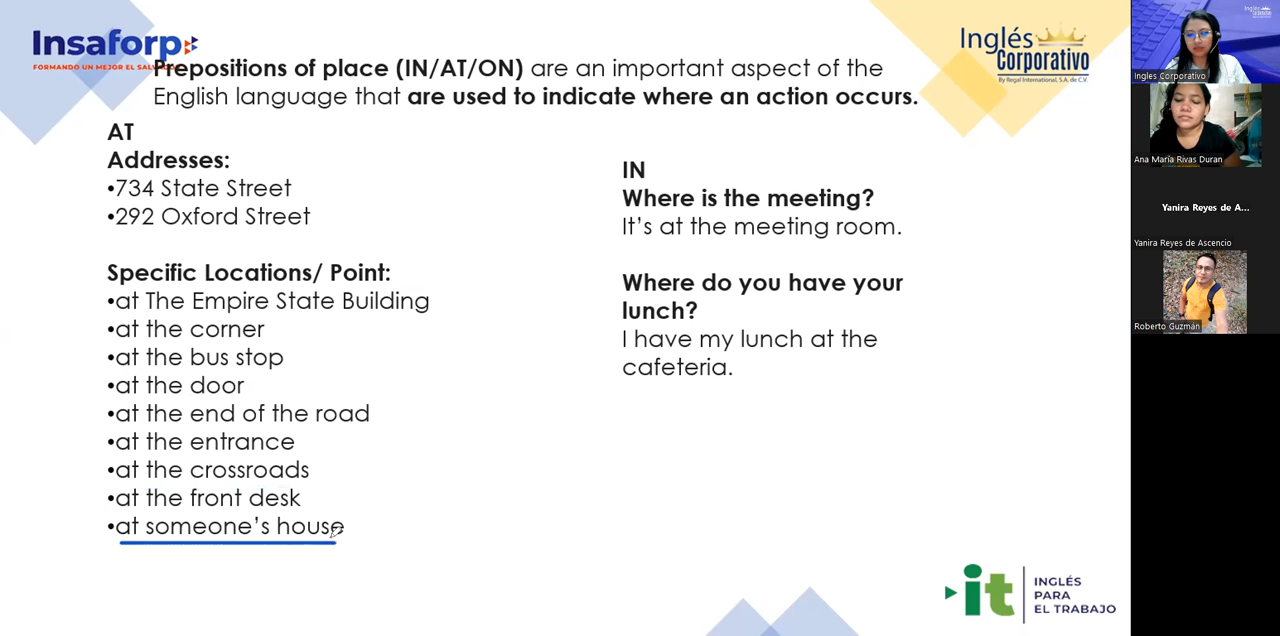 Insaforp
FORMANDO UN MEJOR EL SAL
Prepositions of place (IN/AT/ON) are an important aspect of the
English language that are used to indicate where an action occurs.
Inglés
Corporativo
By Regal International, S.A. de C.V.
AT
Addresses:
•734 State Street
•292 Oxford Street
Specific Locations/ Point:
•at The Empire State Building
•at the corner
•at the bus stop
•at the door
•at the end of the road
•at the entrance
•at the crossroads
•at the front desk
•at someone’s house
IN
Where is the meeting?
It’s at the meeting room.
Where do you have your
lunch?
I have my lunch at the
cafeteria.
it
INGLÉS
PARA
EL TRABAJO
Ingles Corporativo
Ana María Rivas Duran
Yanira Reyes de A...
Yanira Reyes de Ascencio
Roberto Guzmán